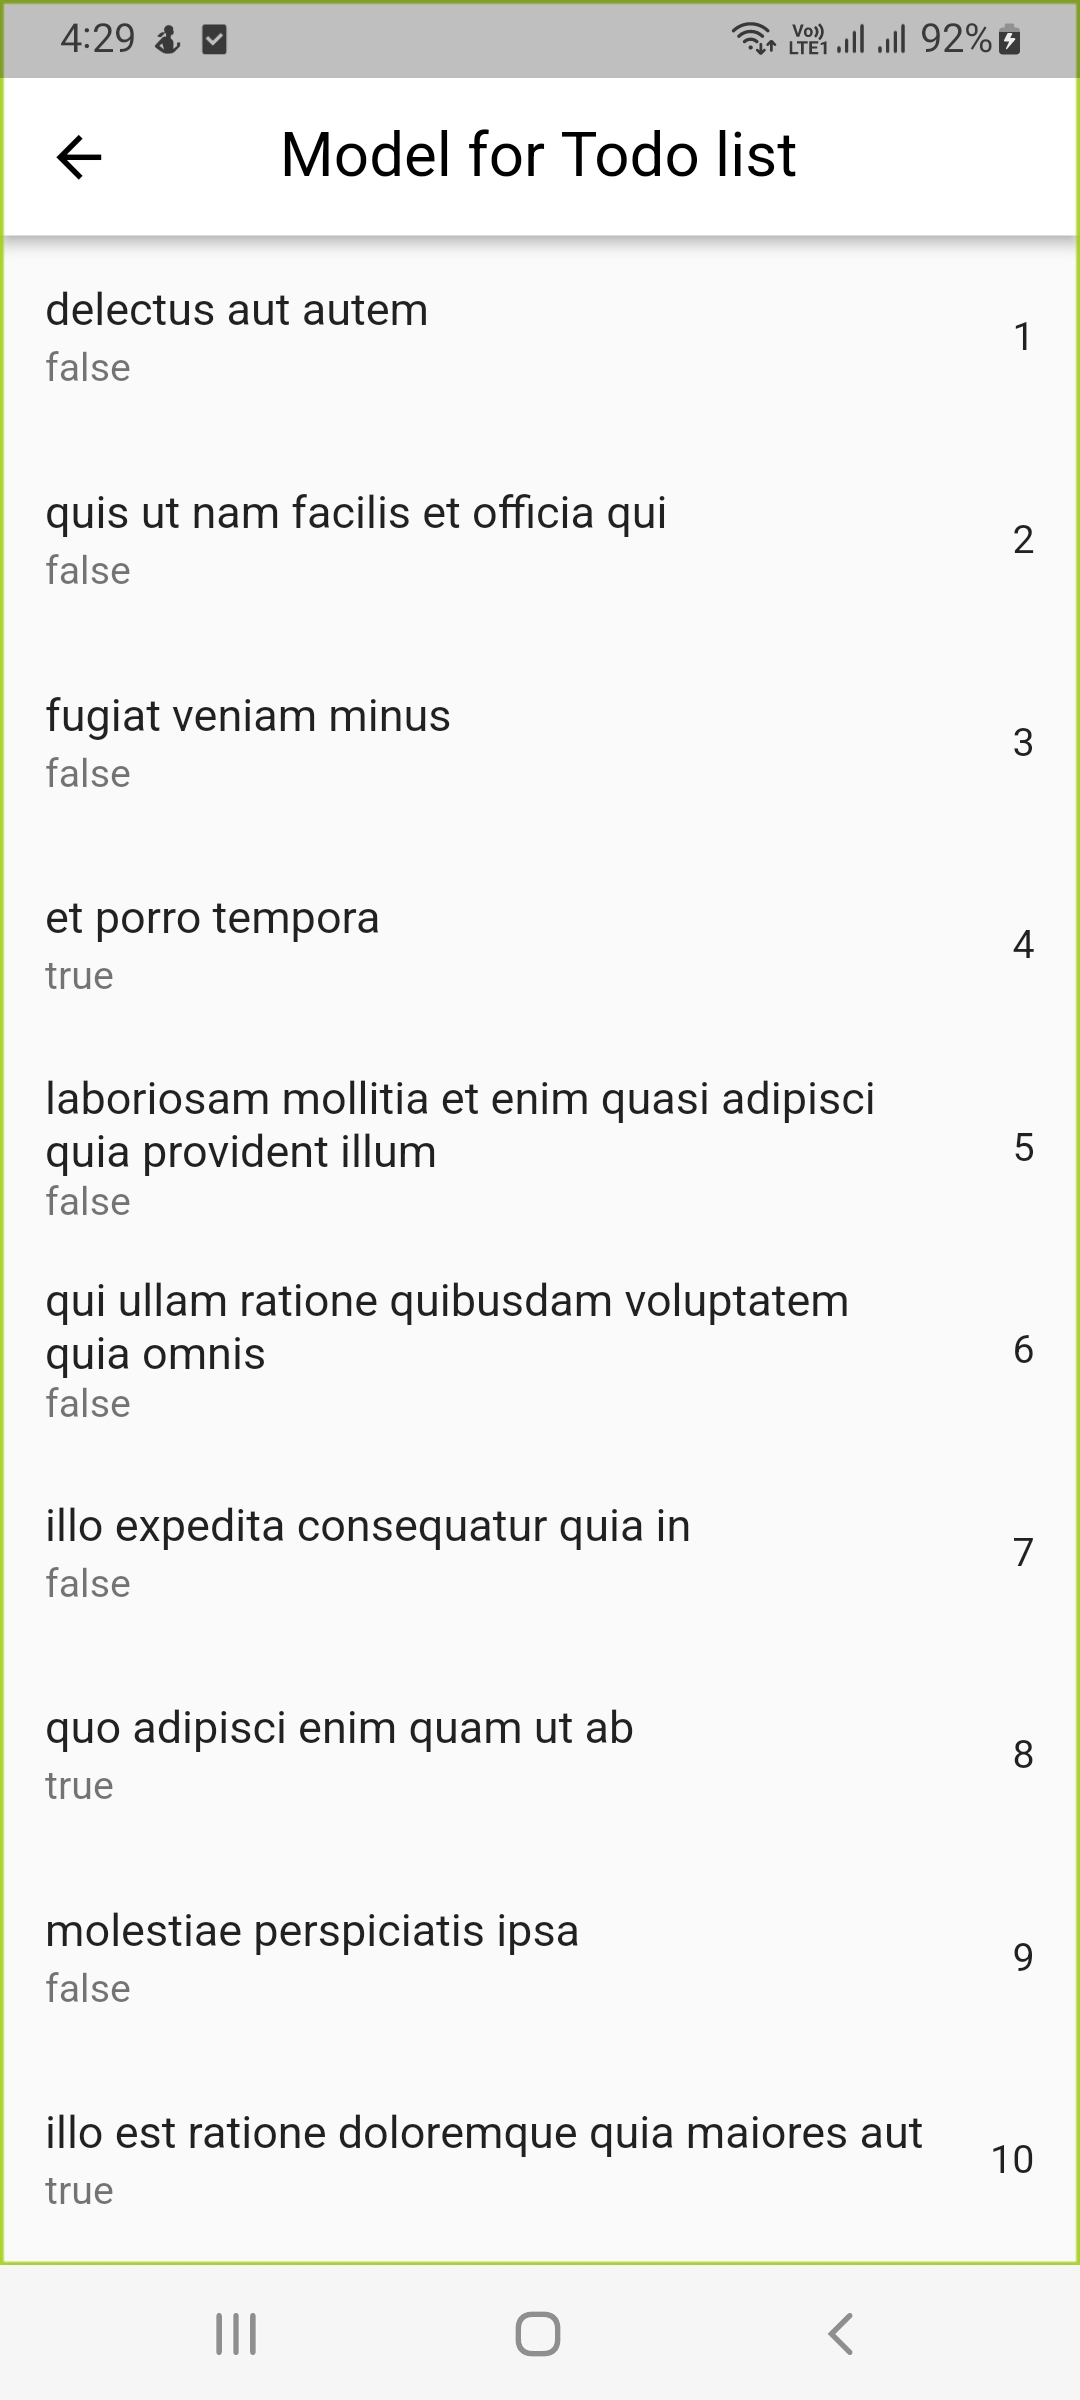 4:29 Vo)) LTE1 92%
Model for Todo list
delectus aut autem
false
1
quis ut nam facilis et officia qui
false
2
fugiat veniam minus
false
3
et porro tempora
true
4
laboriosam mollitia et enim quasi adipisci
quia provident illum
false
5
qui ullam ratione quibusdam voluptatem
quia omnis
false
6
illo expedita consequatur quia in
false
7
quo adipisci enim quam ut ab
true
8
molestiae perspiciatis ipsa
false
9
illo est ratione doloremque quia maiores aut
true
10